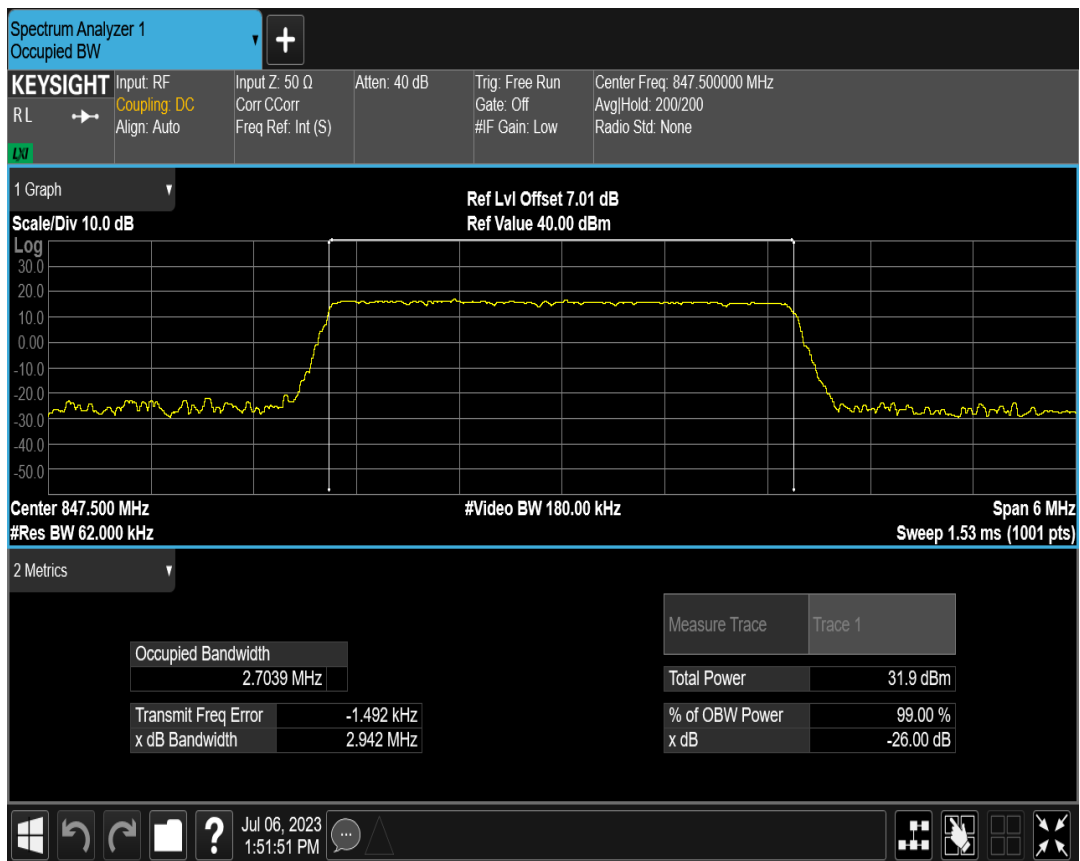 Spectrum Analyzer 1
Occupied BW
+
KEYSIGHT
RL
LXI
Input: RF
Coupling: DC
Align: Auto
Input Z: 50 Ω
Corr CCorr
Freq Ref: Int (S)
Atten: 40 dB
Trig: Free Run
Gate: Off
#IF Gain: Low
Center Freq: 847.500000 MHz
Avg|Hold: 200/200
Radio Std: None
1 Graph
Ref Lvl Offset 7.01 dB
Scale/Div 10.0 dB
Ref Value 40.00 dBm
Log
30.0
20.0
10.0
0.00
-10.0
-20.0
-30.0
-40.0
-50.0
Center 847.500 MHz
#Video BW 180.00 kHz
Span 6 MHz
#Res BW 62.000 kHz
Sweep 1.53 ms (1001 pts)
2 Metrics
Measure Trace
Trace 1
Occupied Bandwidth
2.7039 MHz
Total Power
31.9 dBm
Transmit Freq Error
-1.492 kHz
% of OBW Power
99.00 %
x dB Bandwidth
2.942 MHz
x dB
-26.00 dB
?
Jul 06, 2023
1:51:51 PM